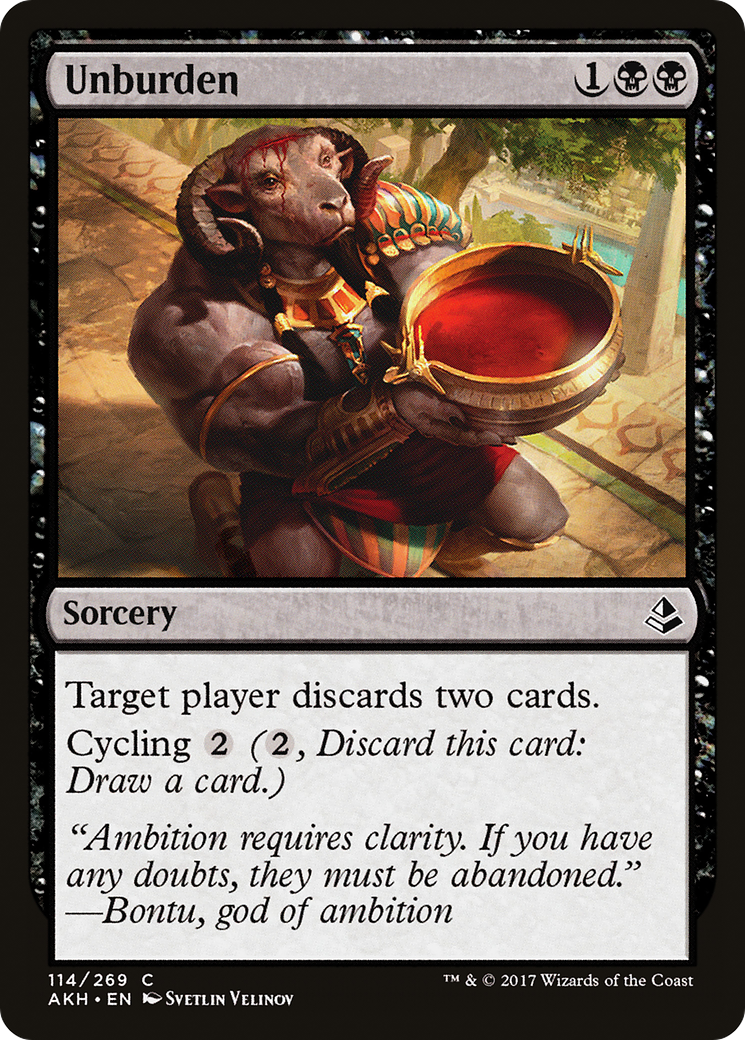 Unburden 1
Sorcery
Target player discards two cards.
Cycling 2 (2, Discard this card:
Draw a card.)
“Ambition requires clarity. If you have
any doubts, they must be abandoned.”
—Bontu, god of ambition
114/269 C
™ & © 2017 Wizards of the Coast
AKH • EN Svetlin Velinov